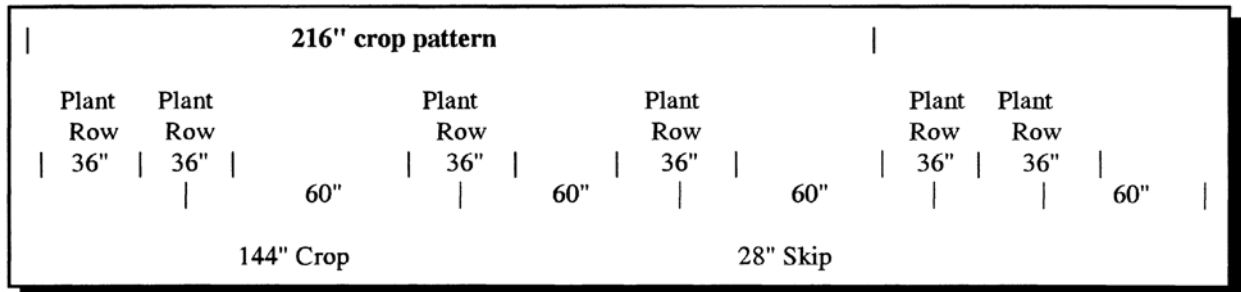 216" crop pattern
Plant Plant Plant Plant Plant Plant
Row Row Row Row Row Row
| 36" | 36" | | 36" | | 36" | | 36" | 36" |
| 60" | 60" | 60" | | 60" |
144" Crop 28" Skip